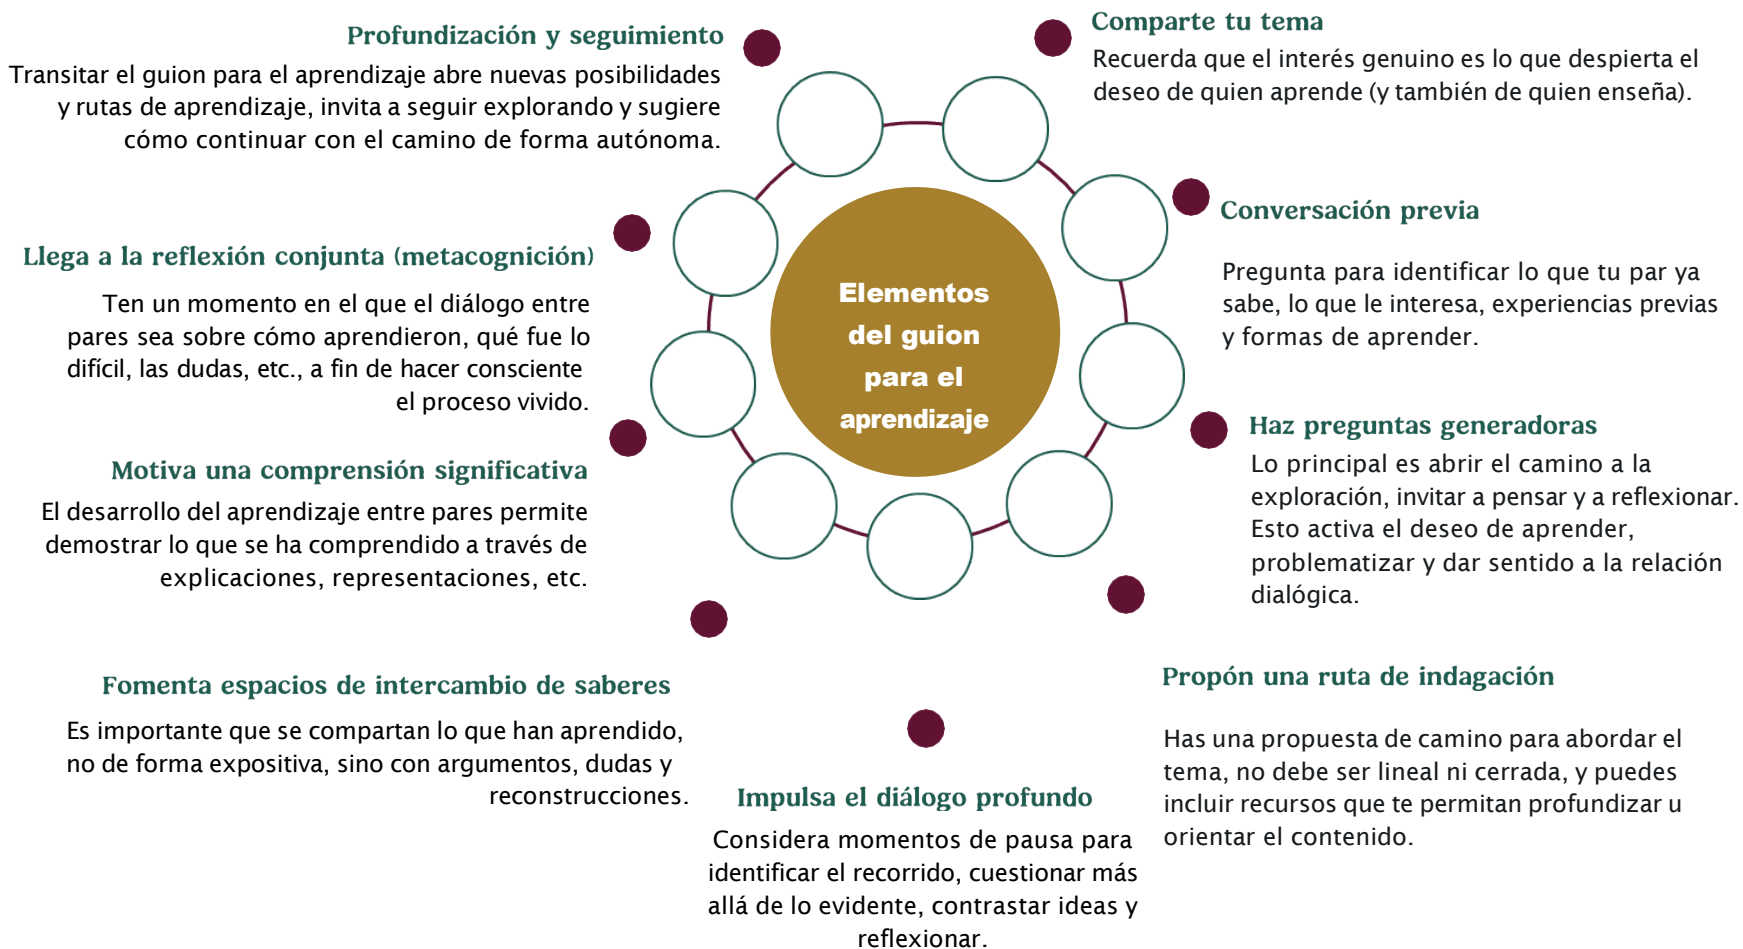 Elementos
del guion
para el
aprendizaje
Comparte tu tema
Recuerda que el interés genuino es lo que despierta el
deseo de quien aprende (y también de quien enseña).
Conversación previa
Pregunta para identificar lo que tu par ya
sabe, lo que le interesa, experiencias previas
y formas de aprender.
Haz preguntas generadoras
Lo principal es abrir el camino a la
exploración, invitar a pensar y a reflexionar.
Esto activa el deseo de aprender,
problematizar y dar sentido a la relación
dialógica.
Propón una ruta de indagación
Has una propuesta de camino para abordar el
tema, no debe ser lineal ni cerrada, y puedes
incluir recursos que te permitan profundizar u
orientar el contenido.
Impulsa el diálogo profundo
Considera momentos de pausa para
identificar el recorrido, cuestionar más
allá de lo evidente, contrastar ideas y
reflexionar.
Fomenta espacios de intercambio de saberes
Es importante que se compartan lo que han aprendido,
no de forma expositiva, sino con argumentos, dudas y
reconstrucciones.
Motiva una comprensión significativa
El desarrollo del aprendizaje entre pares permite
demostrar lo que se ha comprendido a través de
explicaciones, representaciones, etc.
Llega a la reflexión conjunta (metacognición)
Ten un momento en el que el diálogo entre
pares sea sobre cómo aprendieron, qué fue lo
difícil, las dudas, etc., a fin de hacer consciente
el proceso vivido.
Profundización y seguimiento
Transitar el guion para el aprendizaje abre nuevas posibilidades
y rutas de aprendizaje, invita a seguir explorando y sugiere
cómo continuar con el camino de forma autónoma.